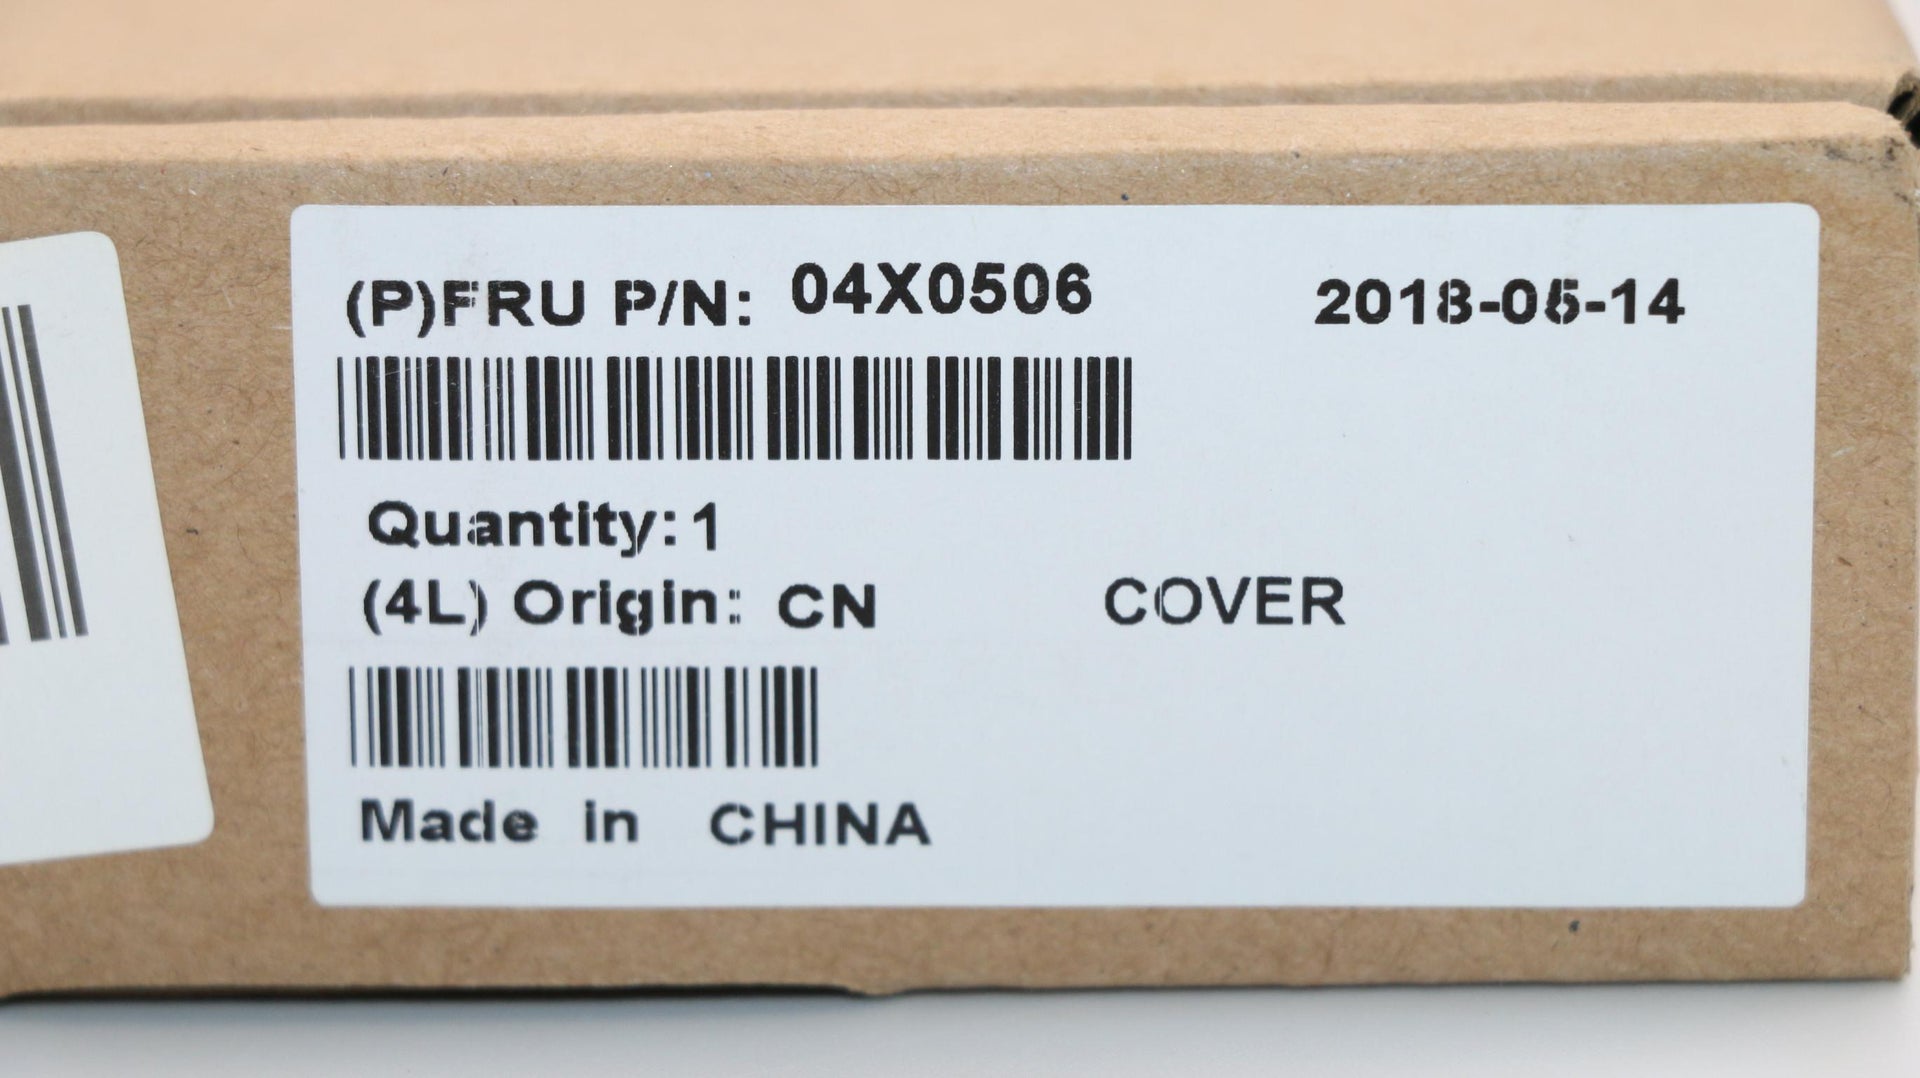 (P)FRU P/N: 04X0506 2018-05-14
Quantity: 1
(4L) Origin: CN COVER
Made in CHINA